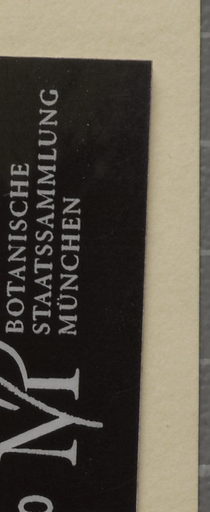 BOTANISCHE
STAATSSAMMLUNG
MÜNCHEN
M